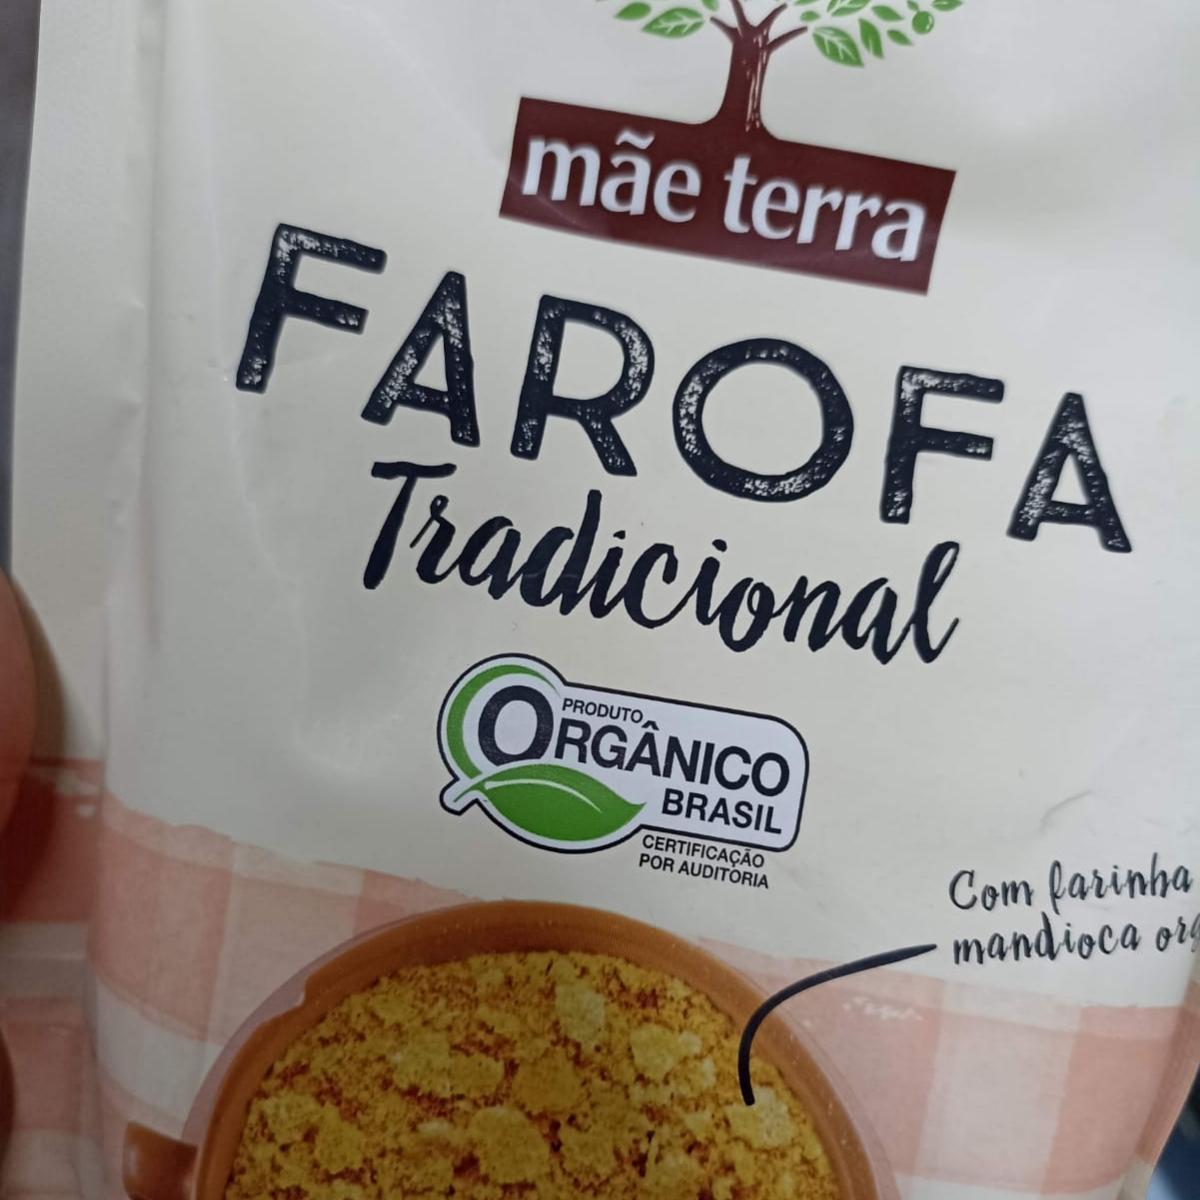 mãe terra
FAROFA
Tradicional
PRODUTO
ORGÂNICO
BRASIL
CERTIFICAÇÃO
POR AUDITORIA
Com farinha
mandioca